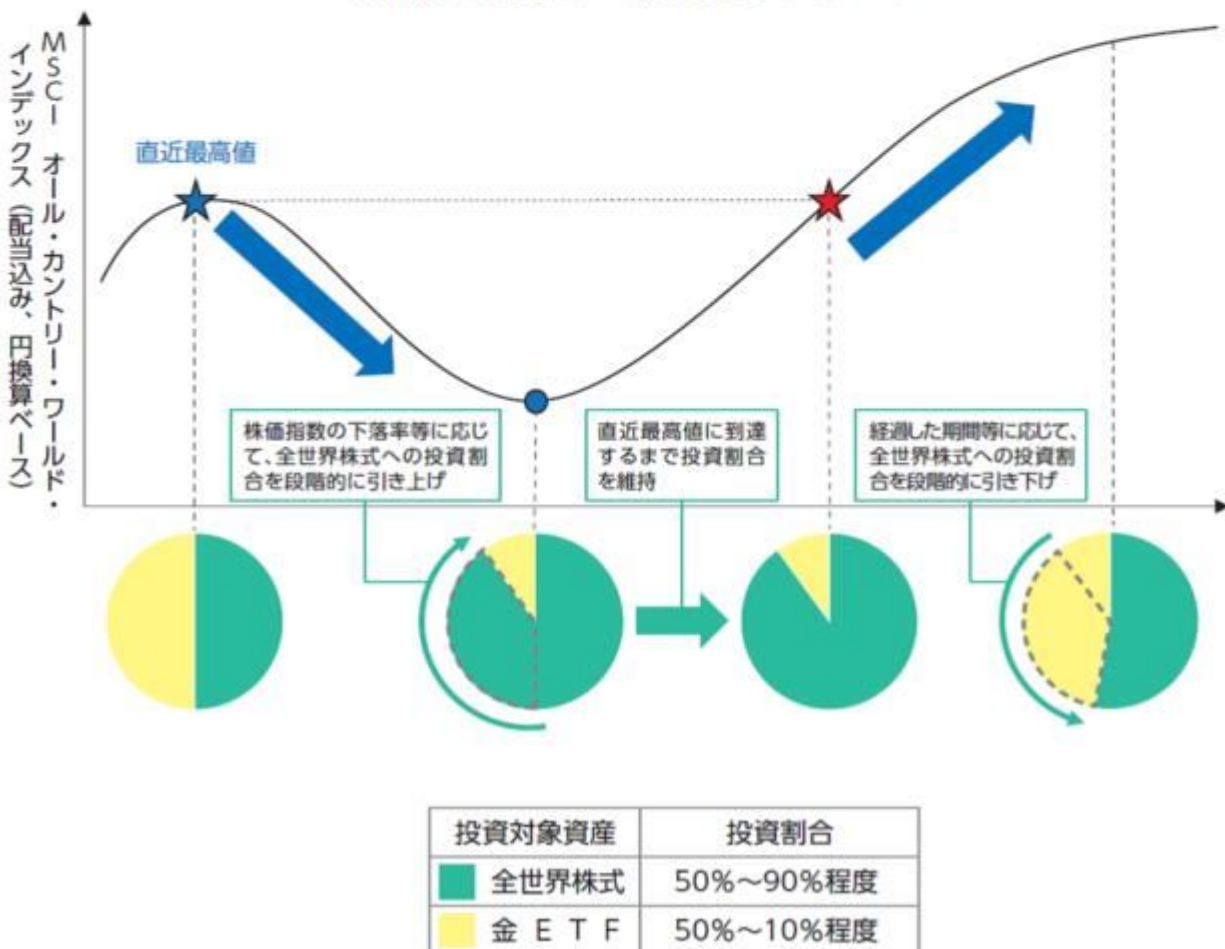 MSCI オール・カントリー・ワールド・
インデックス（配当込み、円換算ベース）
直近最高値
株価指数の下落率等に応じ
て、全世界株式への投資割
合を段階的に引き上げ
直近最高値に到達
するまで投資割合
を維持
経過した期間等に応じて、
全世界株式への投資割
合を段階的に引き下げ
投資対象資産
投資割合
全世界株式
50%～90%程度
金ETF
50%～10%程度